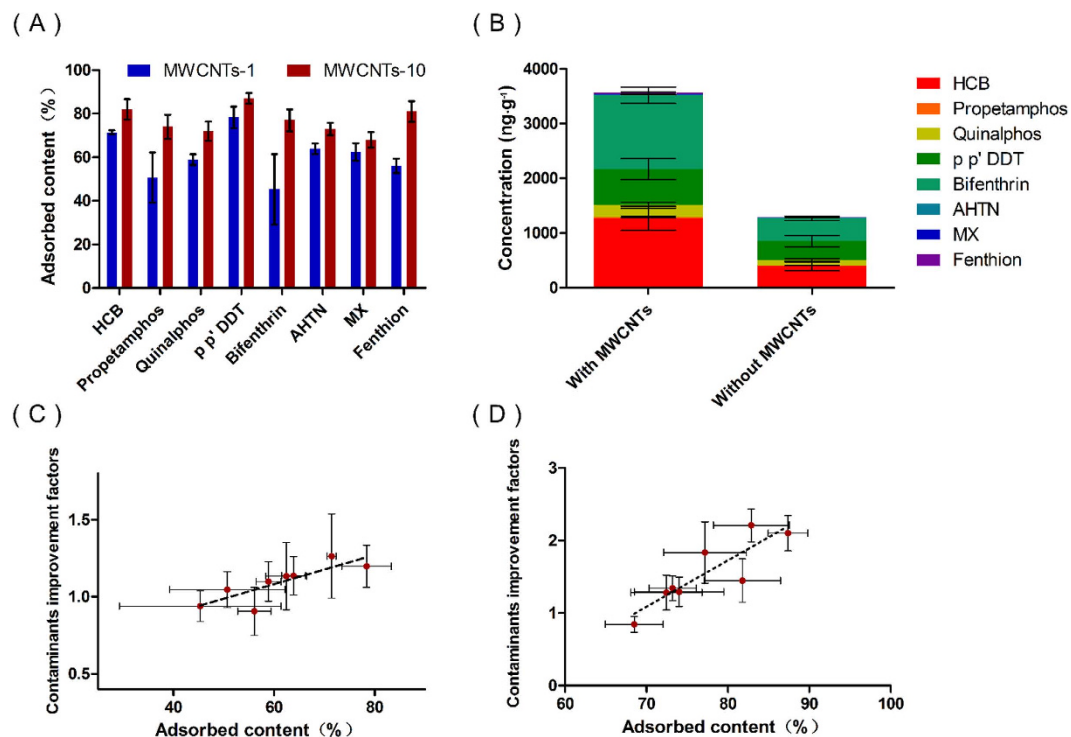 ( A )
MWCNTs-1 MWCNTs-10
Adsorbed content (%)
100
80
60
40
20
0
HCB
Propetamphos
Quinalphos
p p' DDT
Bifenthrin
AHTN
MX
Fenthion
( B )
Concentration (ng·g⁻¹)
4000
3000
2000
1000
0
With MWCNTs
Without MWCNTs
HCB
Propetamphos
Quinalphos
p p' DDT
Bifenthrin
AHTN
MX
Fenthion
( C )
Contaminants improvement factors
1.5
1.0
0.5
40 60 80
Adsorbed content (%)
( D )
Contaminants improvement factors
3
2
1
0
60 70 80 90 100
Adsorbed content (%)